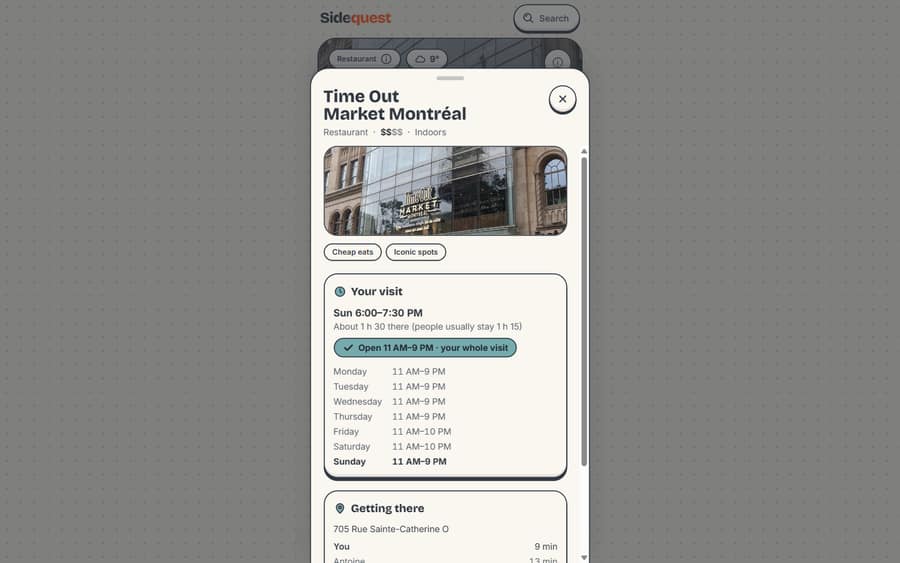 Sidequest
Search
Restaurant
9°
Time Out
Market Montréal
Restaurant · $$$$ · Indoors
Time Out
MARKET
MONTRÉAL
Cheap eats
Iconic spots
Your visit
Sun 6:00–7:30 PM
About 1 h 30 there (people usually stay 1 h 15)
Open 11 AM–9 PM · your whole visit
Monday 11 AM–9 PM
Tuesday 11 AM–9 PM
Wednesday 11 AM–9 PM
Thursday 11 AM–9 PM
Friday 11 AM–10 PM
Saturday 11 AM–10 PM
Sunday 11 AM–9 PM
Getting there
705 Rue Sainte-Catherine O
You 9 min
Antoine 13 min